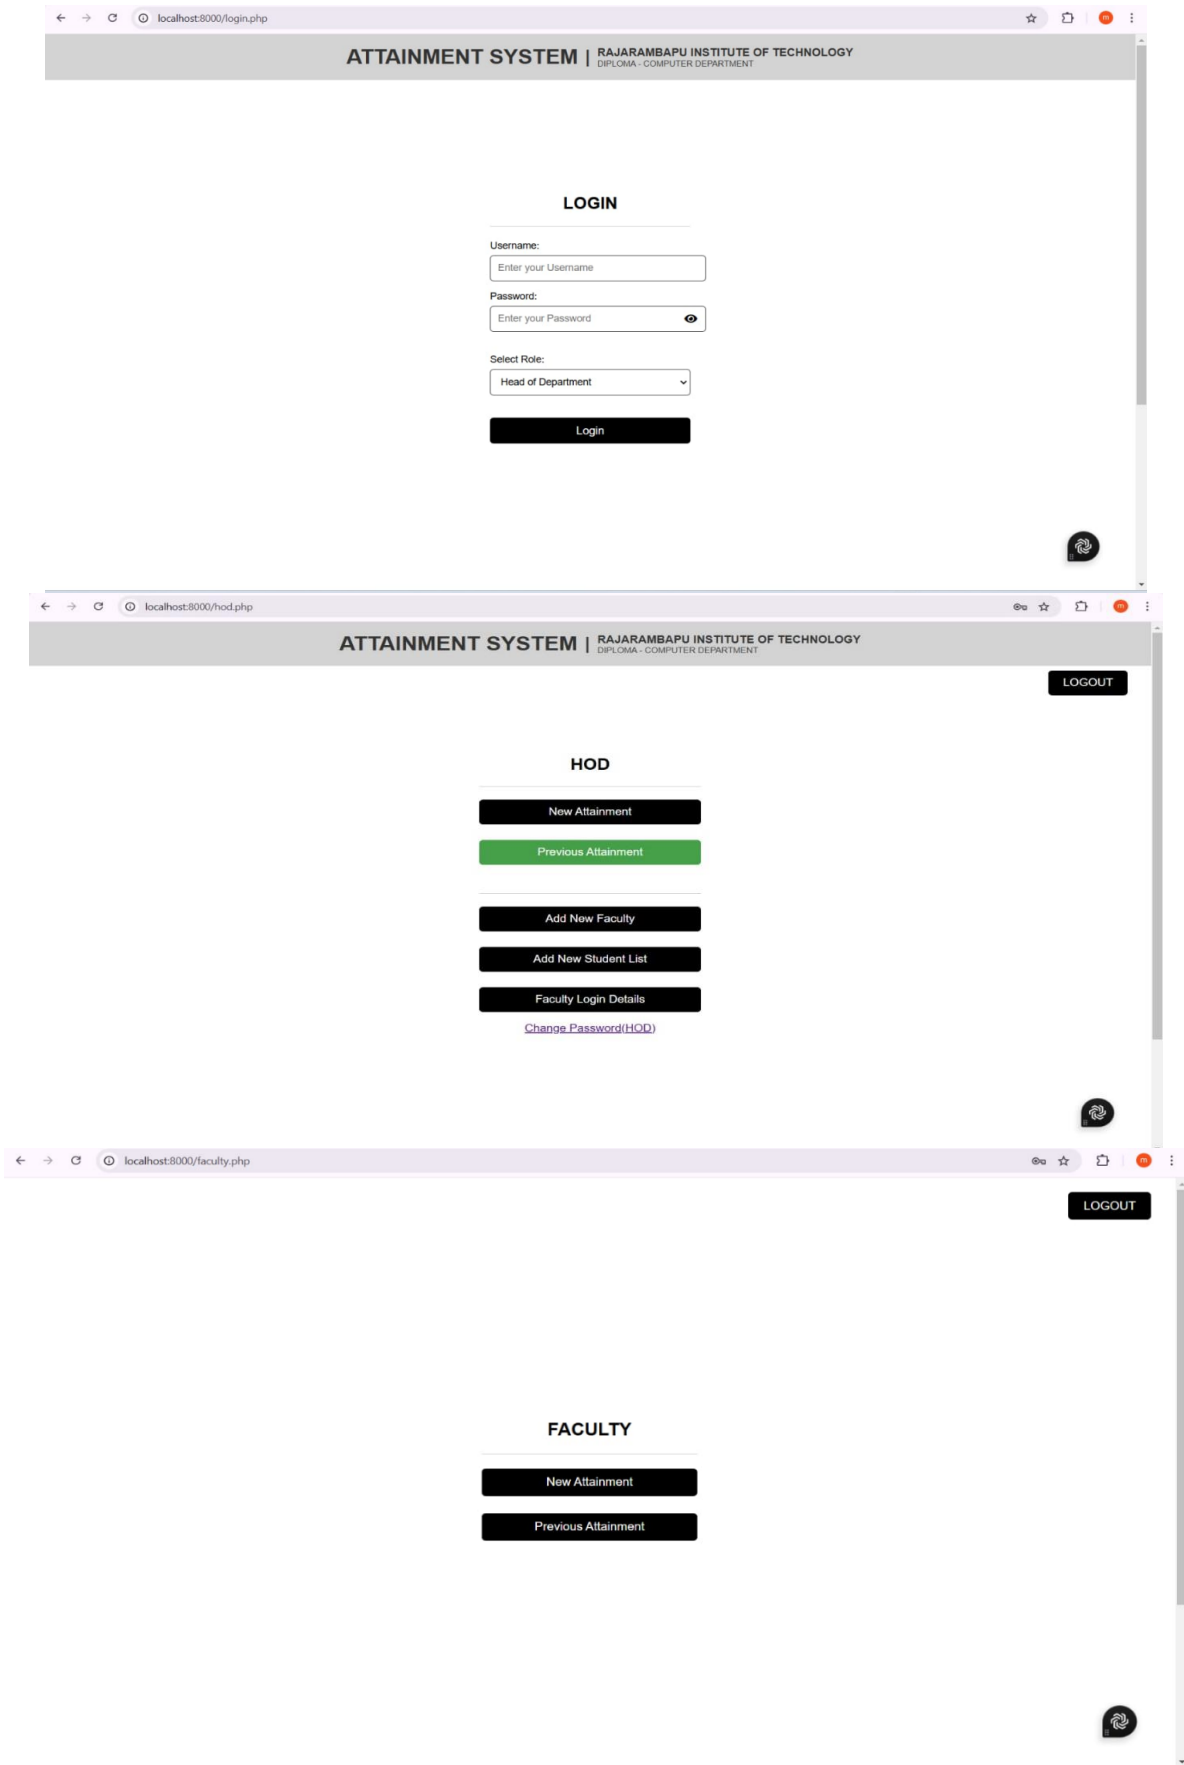 localhost:8000/login.php
m
ATTAINMENT SYSTEM | RAJARAMBAPU INSTITUTE OF TECHNOLOGY
DIPLOMA - COMPUTER DEPARTMENT
LOGIN
Username:
Enter your Username
Password:
Enter your Password
Select Role:
Head of Department
Login
localhost:8000/hod.php
m
ATTAINMENT SYSTEM | RAJARAMBAPU INSTITUTE OF TECHNOLOGY
DIPLOMA - COMPUTER DEPARTMENT
LOGOUT
HOD
New Attainment
Previous Attainment
Add New Faculty
Add New Student List
Faculty Login Details
Change Password(HOD)
localhost:8000/faculty.php
m
LOGOUT
FACULTY
New Attainment
Previous Attainment